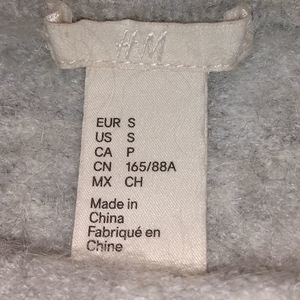 H&M
EUR S
US S
CA P
CN 165/88A
MX CH
Made in
China
Fabriqué en
Chine